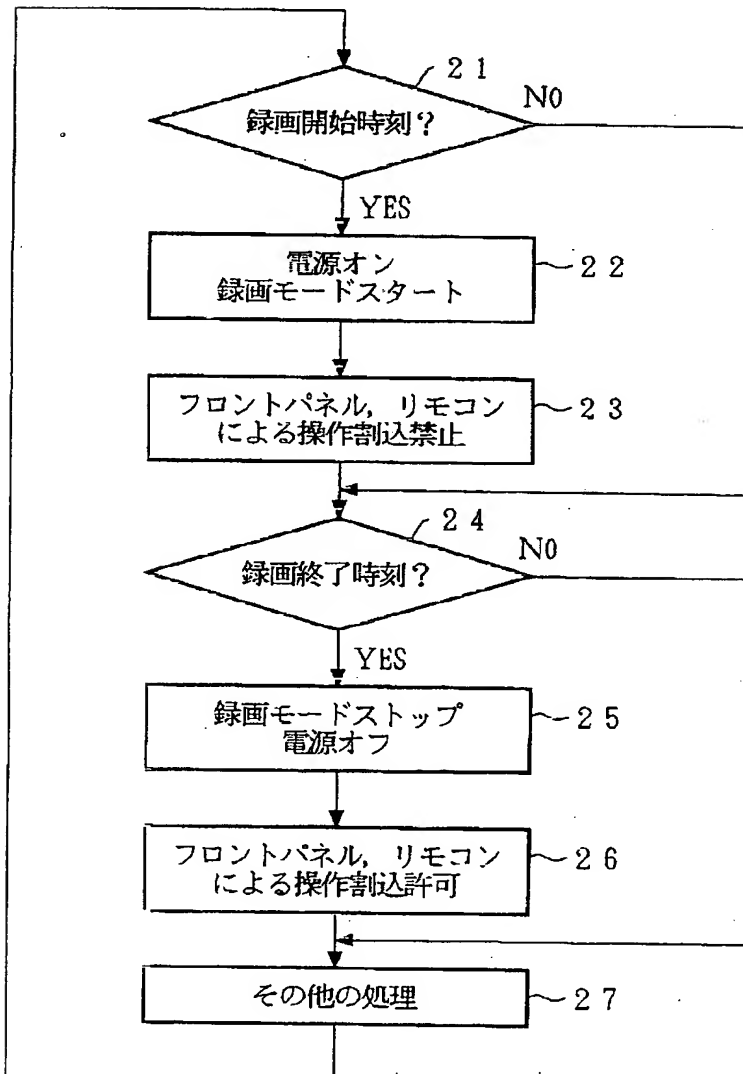 21
録画開始時刻?
NO
YES
電源オン
録画モードスタート
22
フロントパネル,リモコン
による操作割込禁止
23
24
録画終了時刻?
NO
YES
録画モードストップ
電源オフ
25
フロントパネル,リモコン
による操作割込許可
26
その他の処理
27